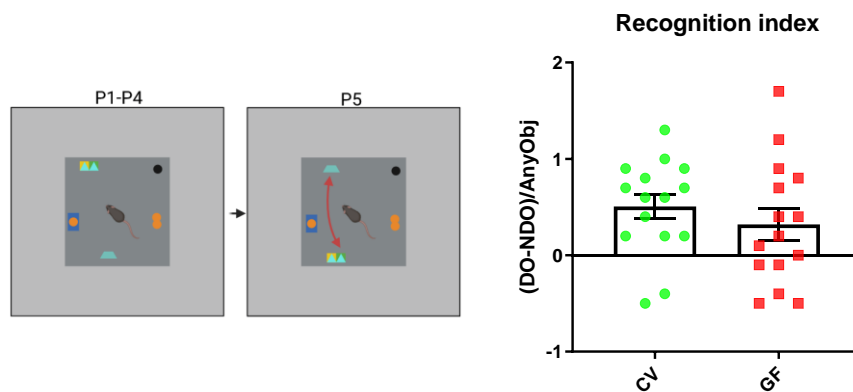 Recognition index
P1-P4
P5
(DO-NDO)/AnyObj
2
1
0
-1
CV
GF